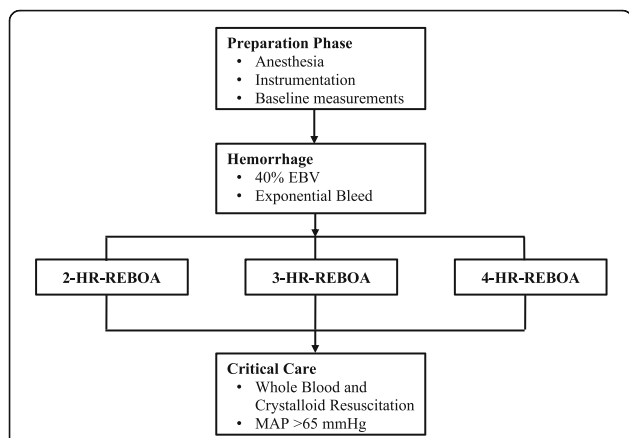 Preparation Phase
• Anesthesia
• Instrumentation
• Baseline measurements
Hemorrhage
• 40% EBV
• Exponential Bleed
2-HR-REBOA
3-HR-REBOA
4-HR-REBOA
Critical Care
• Whole Blood and
Crystalloid Resuscitation
• MAP >65 mmHg